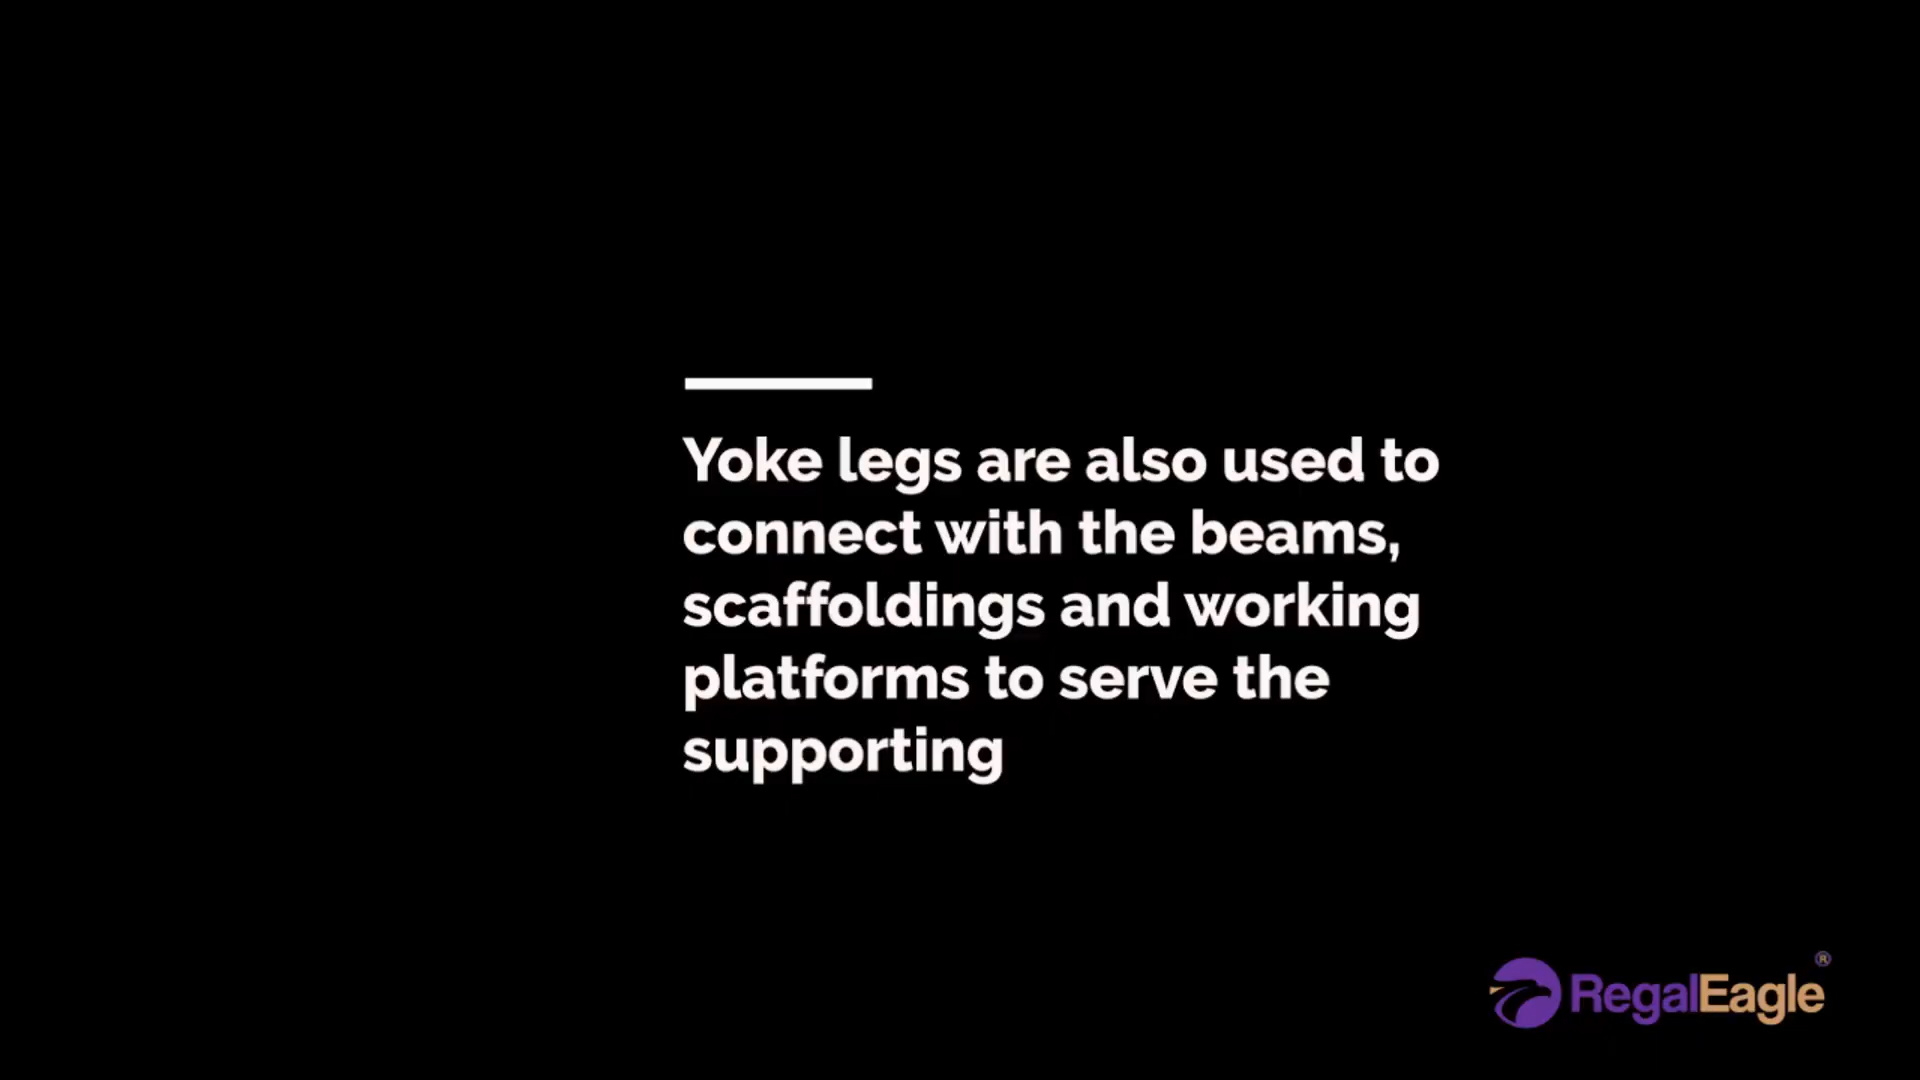 Yoke legs are also used to
connect with the beams,
scaffoldings and working
platforms to serve the
supporting
RegalEagle®